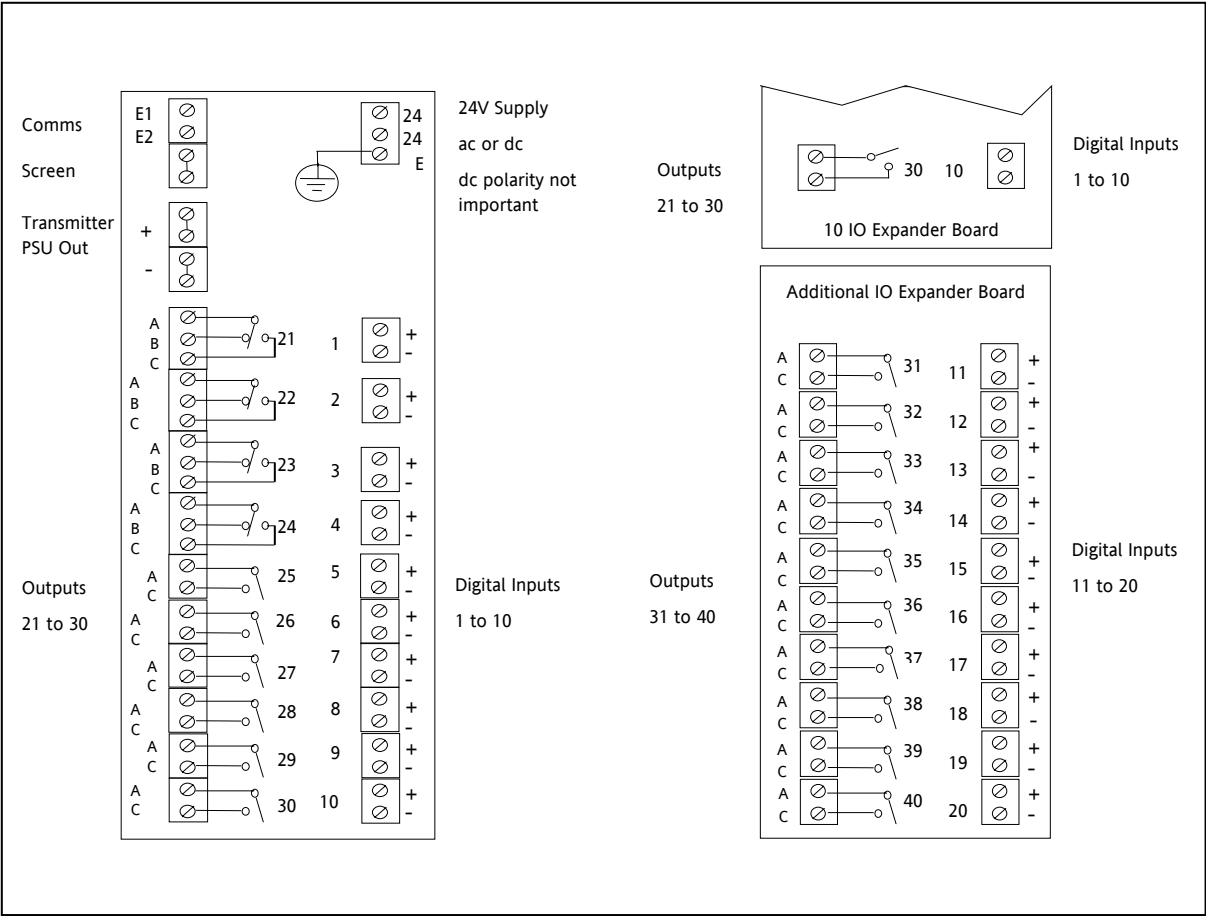 Comms
E1
E2
Screen
Transmitter
PSU Out
+
-
24
24
E
24V Supply
ac or dc
dc polarity not
important
A
B
C
21
1
+
-
A
B
C
22
2
+
-
A
B
C
23
3
+
-
A
B
C
24
4
+
-
A
C
25
5
+
-
A
C
26
6
+
-
A
C
27
7
+
-
A
C
28
8
+
-
A
C
29
9
+
-
A
C
30
10
+
-
Outputs
21 to 30
Digital Inputs
1 to 10
Outputs
21 to 30
30
10
Digital Inputs
1 to 10
10 IO Expander Board
Additional IO Expander Board
A
C
31
11
+
-
A
C
32
12
+
-
A
C
33
13
+
-
A
C
34
14
+
-
A
C
35
15
+
-
A
C
36
16
+
-
A
C
37
17
+
-
A
C
38
18
+
-
A
C
39
19
+
-
A
C
40
20
+
-
Outputs
31 to 40
Digital Inputs
11 to 20